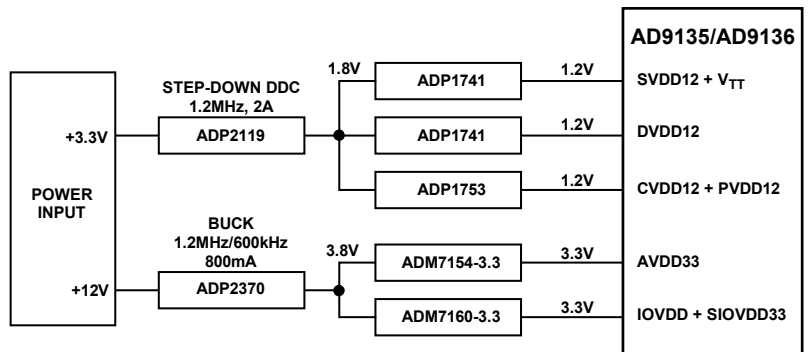 AD9135/AD9136
POWER
INPUT
+3.3V
+12V
STEP-DOWN DDC
1.2MHz, 2A
ADP2119
1.8V
ADP1741
1.2V
SVDD12 + VTT
ADP1741
1.2V
DVDD12
ADP1753
1.2V
CVDD12 + PVDD12
BUCK
1.2MHz/600kHz
800mA
ADP2370
3.8V
ADM7154-3.3
3.3V
AVDD33
ADM7160-3.3
3.3V
IOVDD + SIOVDD33